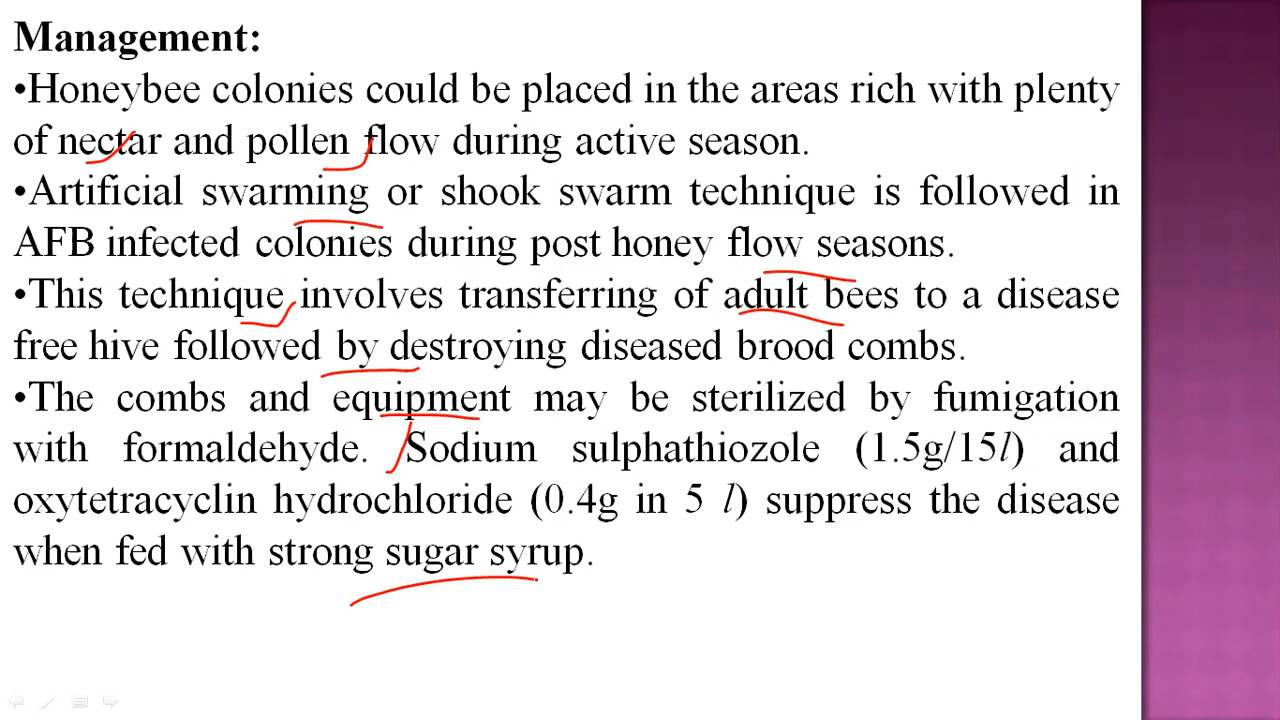 Management:
•Honeybee colonies could be placed in the areas rich with plenty
of nectar and pollen flow during active season.
•Artificial swarming or shook swarm technique is followed in
AFB infected colonies during post honey flow seasons.
•This technique involves transferring of adult bees to a disease
free hive followed by destroying diseased brood combs.
•The combs and equipment may be sterilized by fumigation
with formaldehyde. Sodium sulphathiozole (1.5g/15l) and
oxytetracyclin hydrochloride (0.4g in 5 l) suppress the disease
when fed with strong sugar syrup.